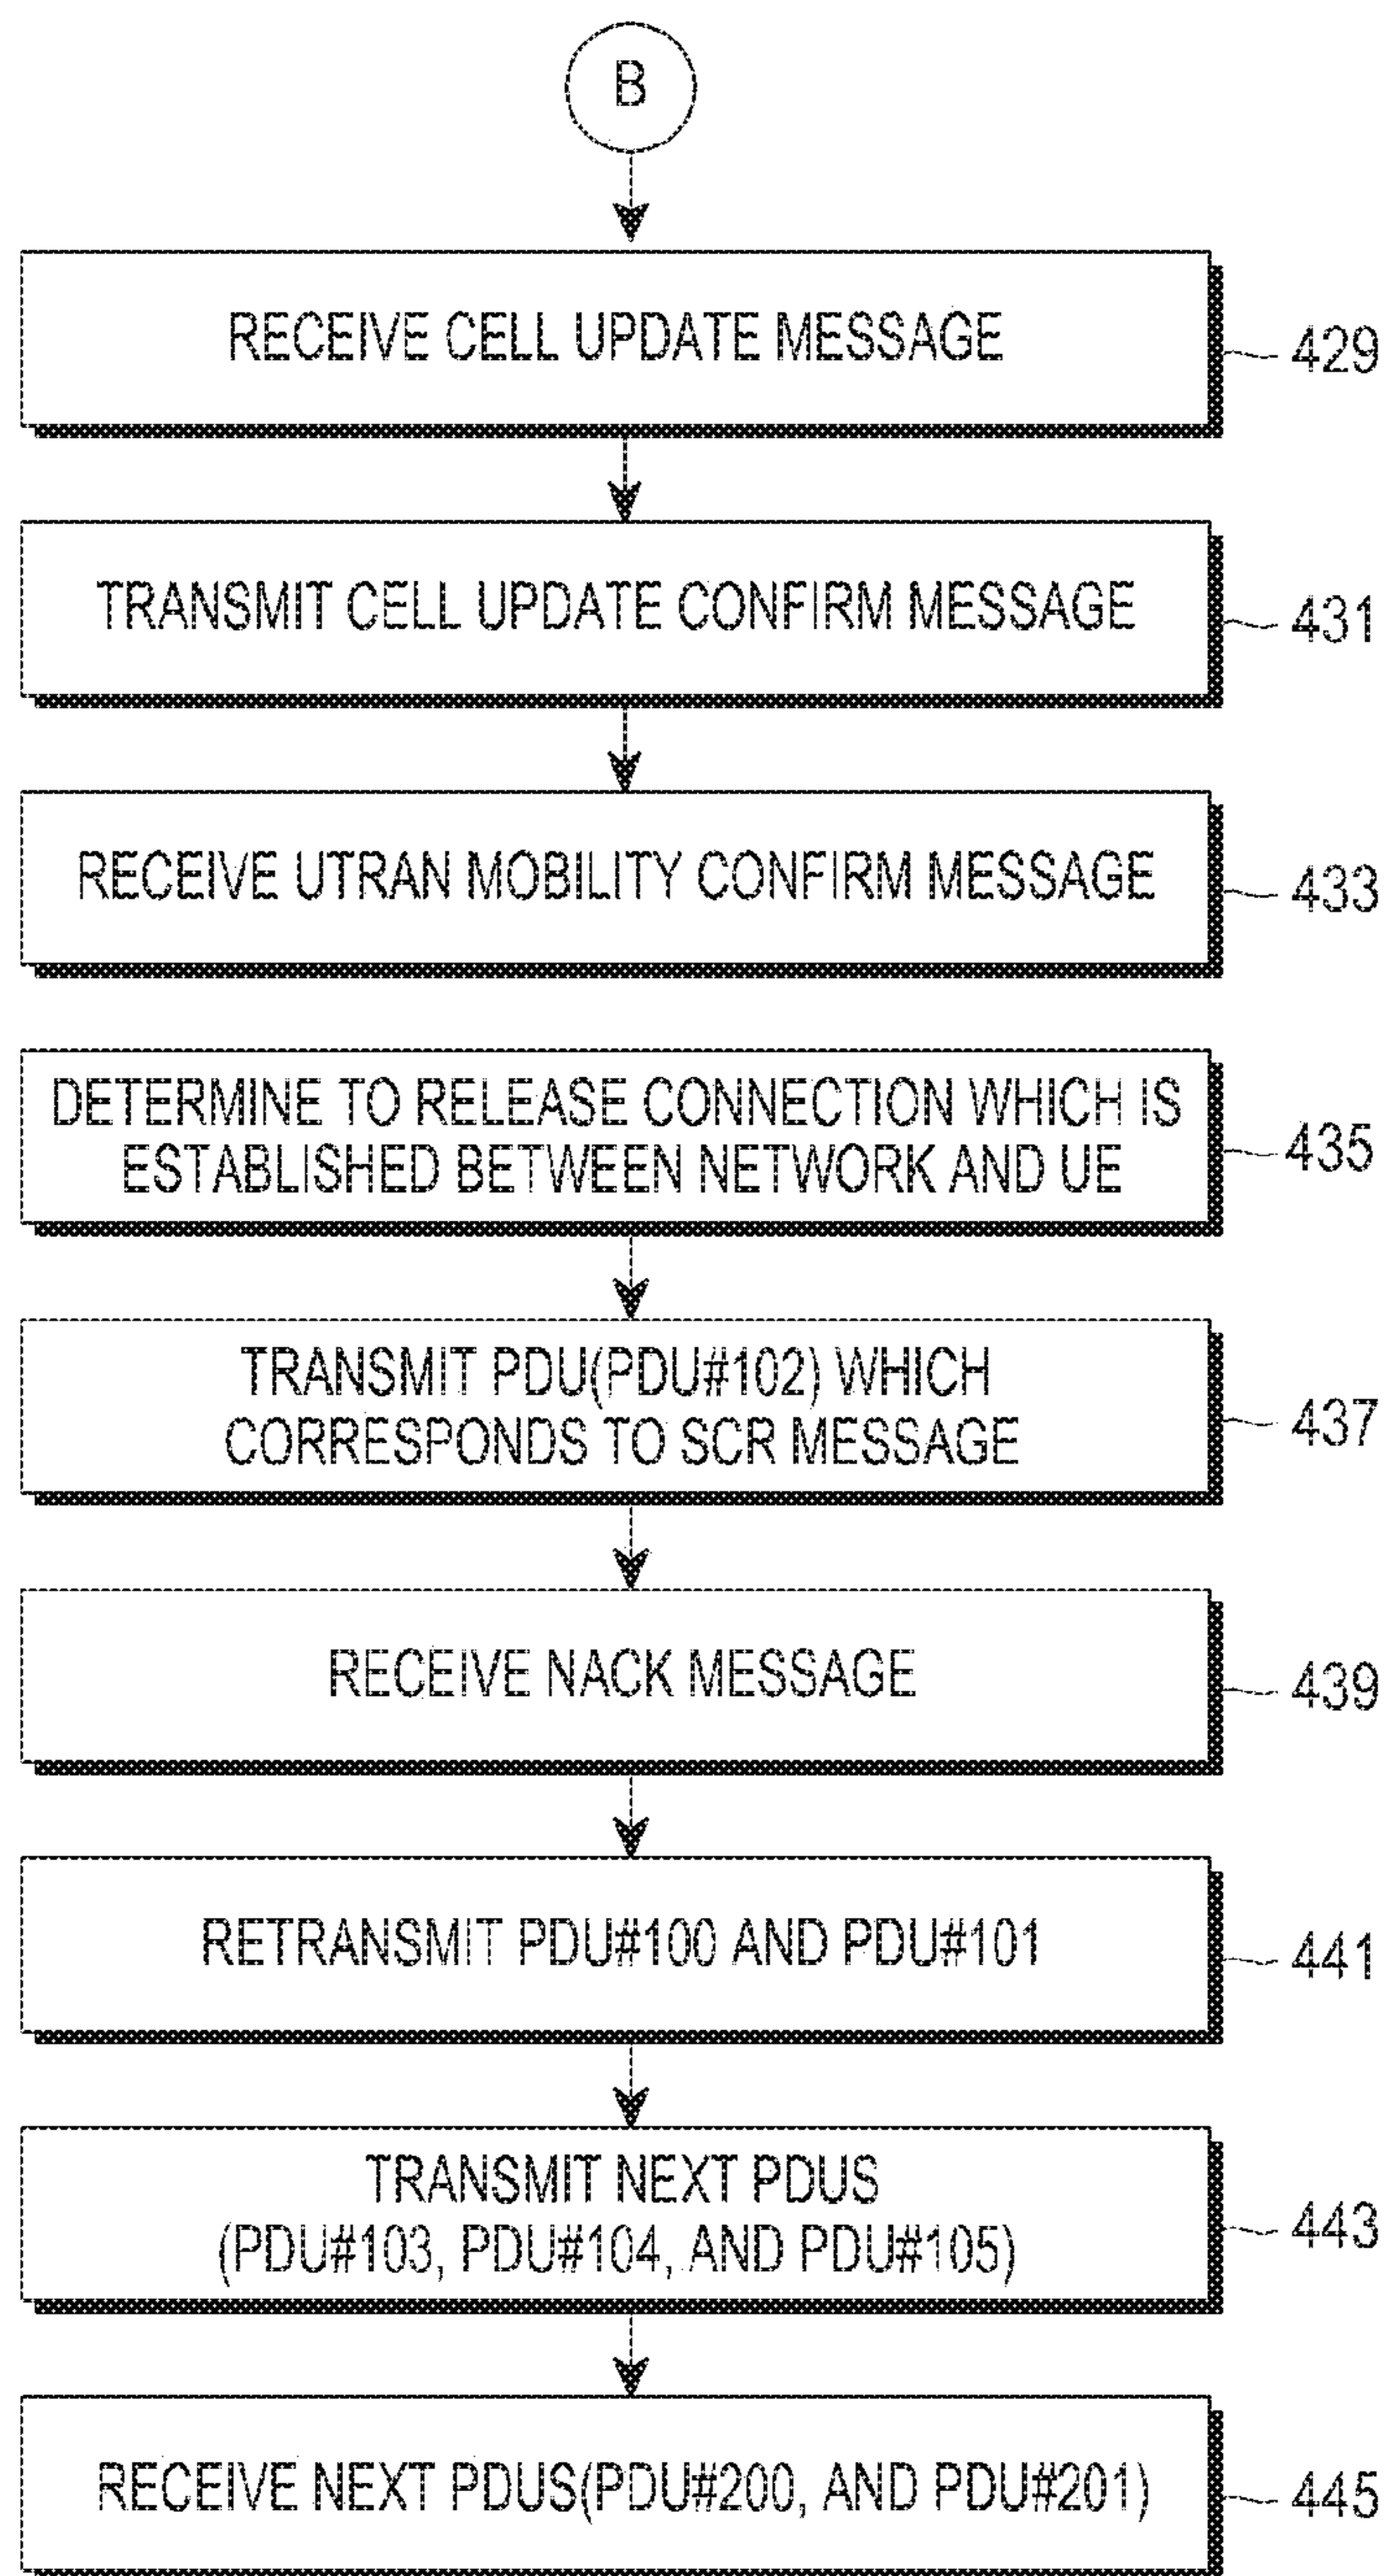 B
RECEIVE CELL UPDATE MESSAGE
429
TRANSMIT CELL UPDATE CONFIRM MESSAGE
431
RECEIVE UTRAN MOBILITY CONFIRM MESSAGE
433
DETERMINE TO RELEASE CONNECTION WHICH IS
ESTABLISHED BETWEEN NETWORK AND UE
435
TRANSMIT PDU(PDU#102) WHICH
CORRESPONDS TO SCR MESSAGE
437
RECEIVE NACK MESSAGE
439
RETRANSMIT PDU#100 AND PDU#101
441
TRANSMIT NEXT PDUS
(PDU#103, PDU#104, AND PDU#105)
443
RECEIVE NEXT PDUS(PDU#200, AND PDU#201)
445